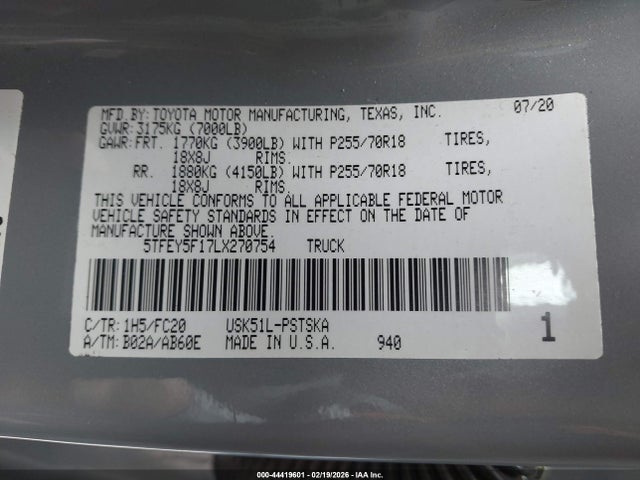 MFD.BY:TOYOTA MOTOR MANUFACTURING, TEXAS, INC. 07/20
GVWR:3175KG (7000LB)
GAWR:FRT. 1770KG (3900LB) WITH P255/70R18 TIRES,
18X8J RIMS.
RR. 1880KG (4150LB) WITH P255/70R18 TIRES,
18X8J RIMS.
THIS VEHICLE CONFORMS TO ALL APPLICABLE FEDERAL MOTOR
VEHICLE SAFETY STANDARDS IN EFFECT ON THE DATE OF
MANUFACTURE SHOWN ABOVE.
5TFEY5F17LX270754 TRUCK
C/TR:1H5/FC20 USK51L-PSTSKA
A/TM:B02A/AB60E MADE IN U.S.A. 940 1
000-44419601 - 02/19/2026 - IAA Inc.